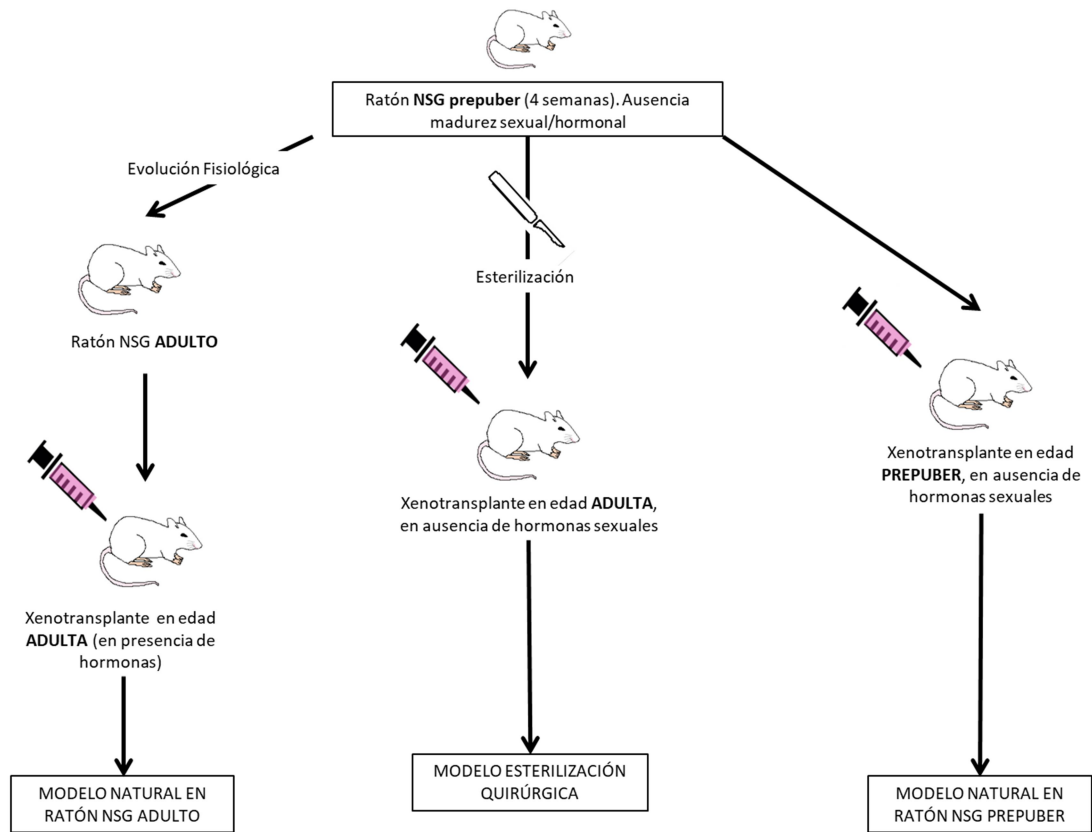 Ratón NSG prepuber (4 semanas). Ausencia
madurez sexual/hormonal
Evolución Fisiológica
Ratón NSG ADULTO
Xenotransplante en edad
ADULTA (en presencia de
hormonas)
MODELO NATURAL EN
RATÓN NSG ADULTO
Esterilización
Xenotransplante en edad ADULTA,
en ausencia de hormonas sexuales
MODELO ESTERILIZACIÓN
QUIRÚRGICA
Xenotransplante en edad
PREPUBER, en ausencia de
hormonas sexuales
MODELO NATURAL EN
RATÓN NSG PREPUBER